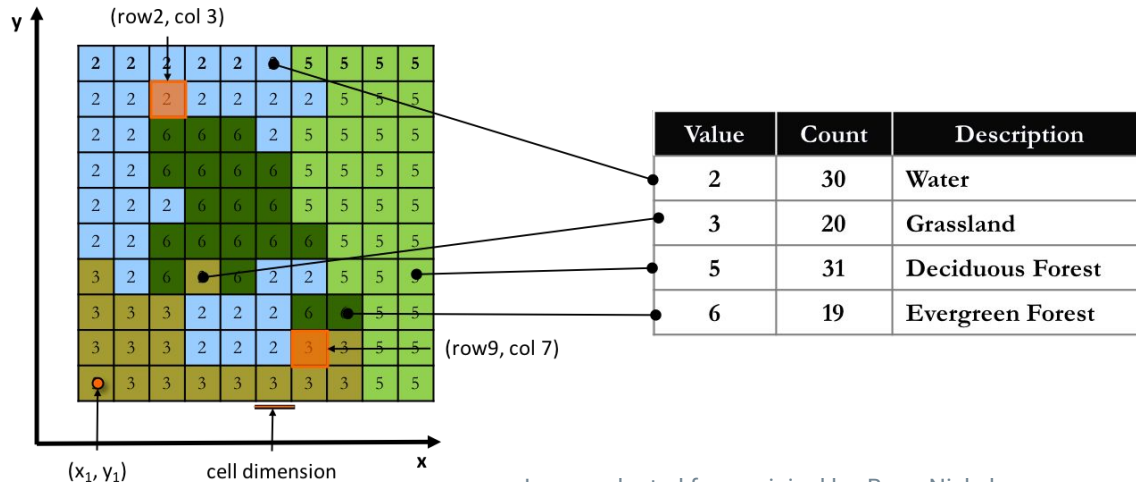 (row2, col 3)
y
2 2 2 2 2 5 5 5 5
2 2 2 2 2 2 2 5 5 5
2 2 6 6 6 2 5 5 5 5
2 2 6 6 6 6 5 5 5 5
2 2 2 6 6 6 5 5 5 5
2 2 6 6 6 6 6 5 5 5
3 2 6 6 2 2 5 5 5
3 3 3 2 2 2 6 5 5
3 3 3 2 2 2 3 3 5 5
3 3 3 3 3 3 3 5 5
(row9, col 7)
x
(x₁, y₁)
cell dimension
Value Count Description
2 30 Water
3 20 Grassland
5 31 Deciduous Forest
6 19 Evergreen Forest